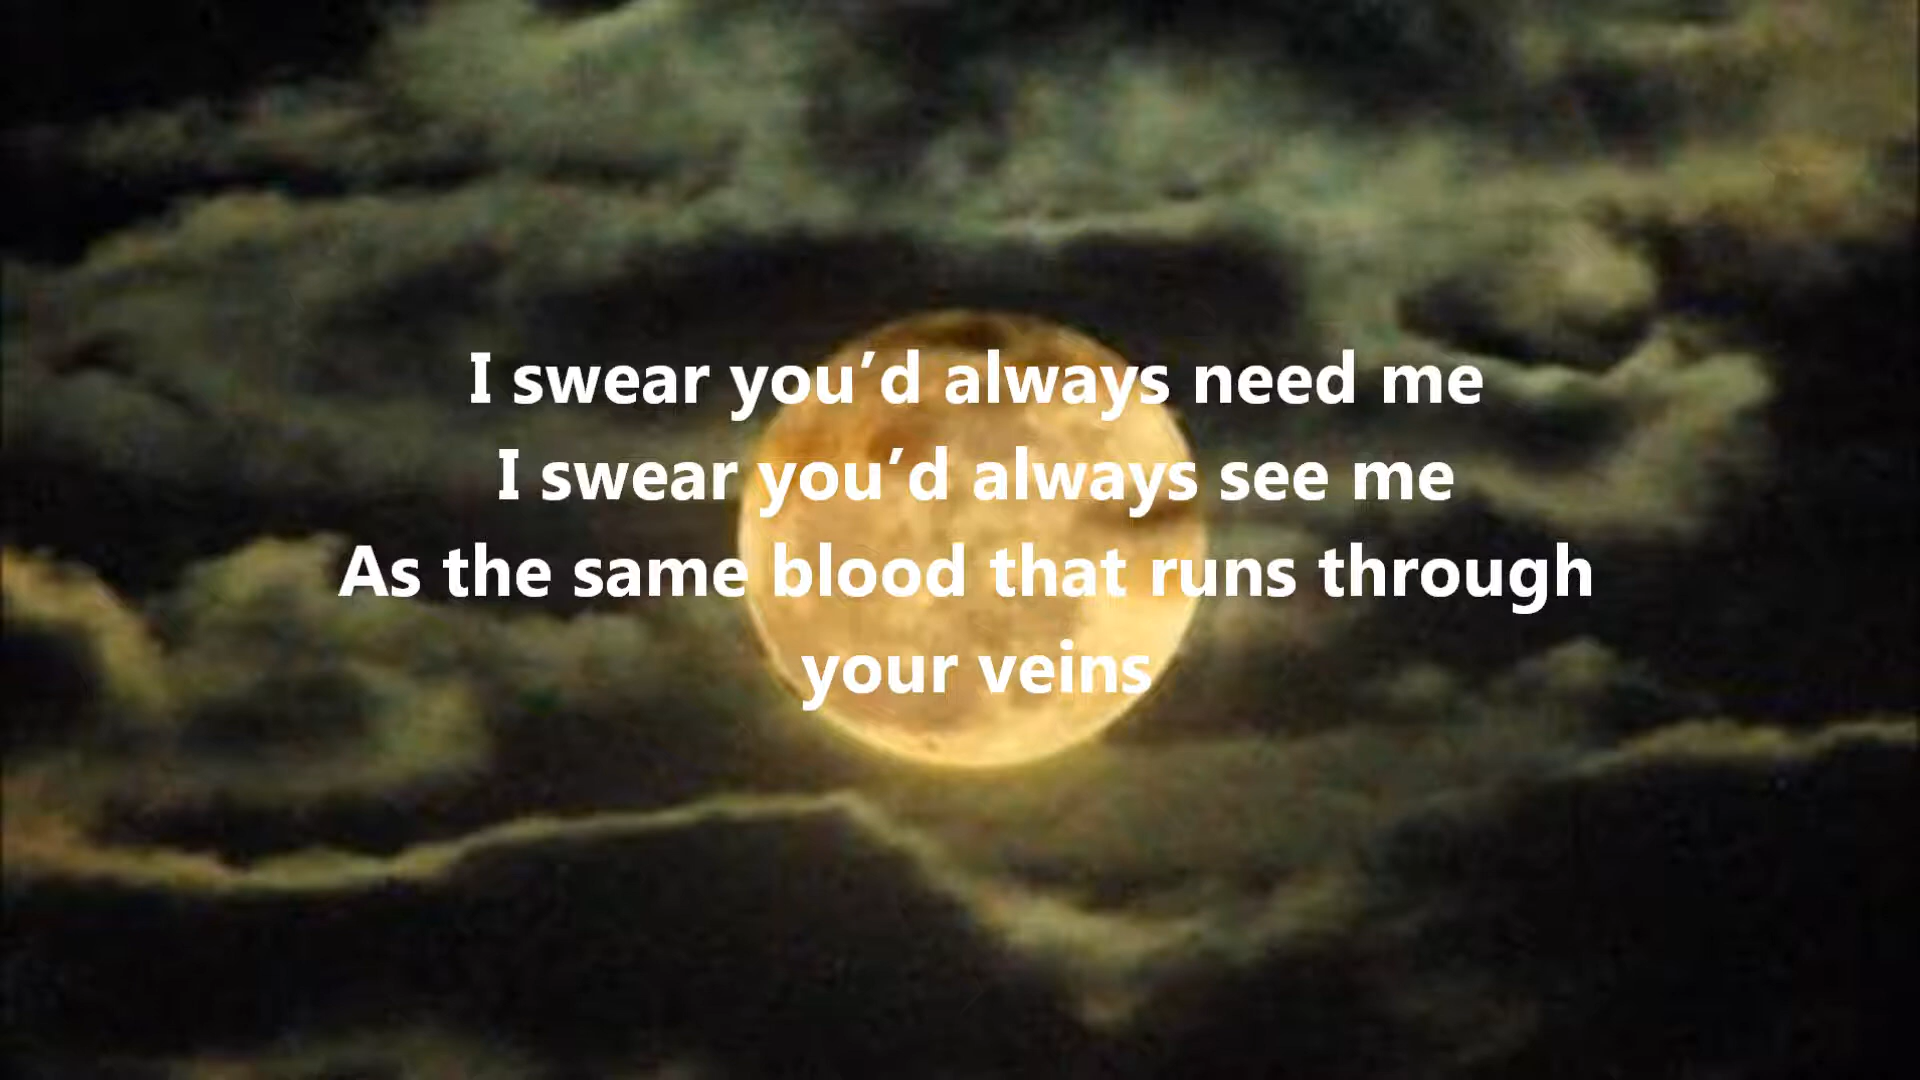 I swear you’d always need me
I swear you’d always see me
As the same blood that runs through
your veins